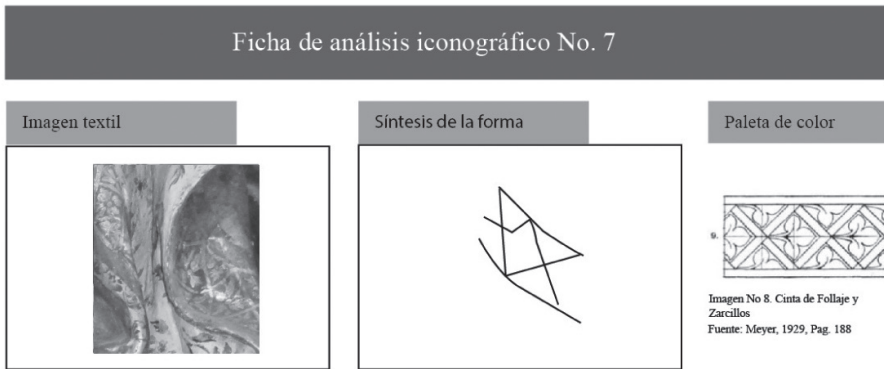 Ficha de análisis iconográfico No. 7
Imagen textil
Síntesis de la forma
Paleta de color
9.
Imagen No 8. Cinta de Follaje y
Zarcillos
Fuente: Meyer, 1929, Pag. 188